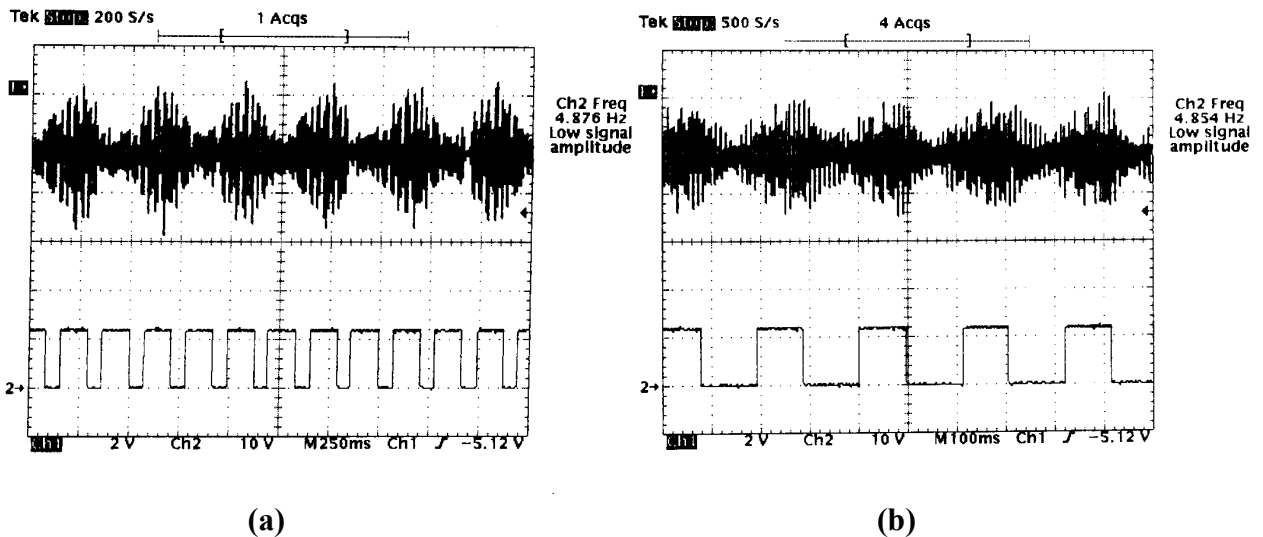 Tek Stop 200 S/s
1 Acqs
Ch2 Freq
4.876 Hz
Low signal
amplitude
2→
Ch1 2 V Ch2 10 V M250ms Ch1 ƒ −5.12 V
(a)
Tek Stop 500 S/s
4 Acqs
Ch2 Freq
4.854 Hz
Low signal
amplitude
2→
Ch1 2 V Ch2 10 V M100ms Ch1 ƒ −5.12 V
(b)